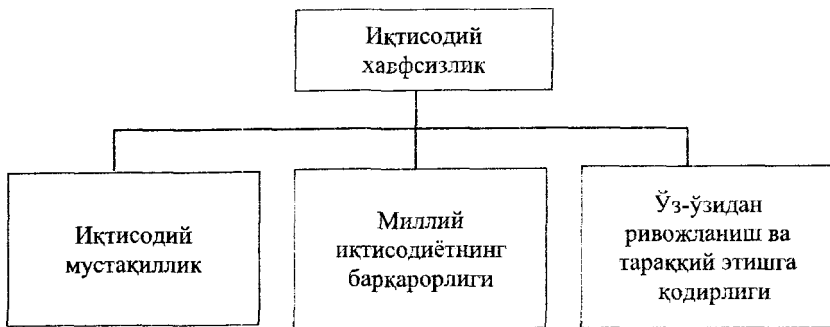 Иқтисодий
хавфсизлик
Иқтисодий
мустақиллик
Миллий
иқтисодиётнинг
барқарорлиги
Ўз-ўзидан
ривожланиш ва
тараққий этишга
қодирлиги